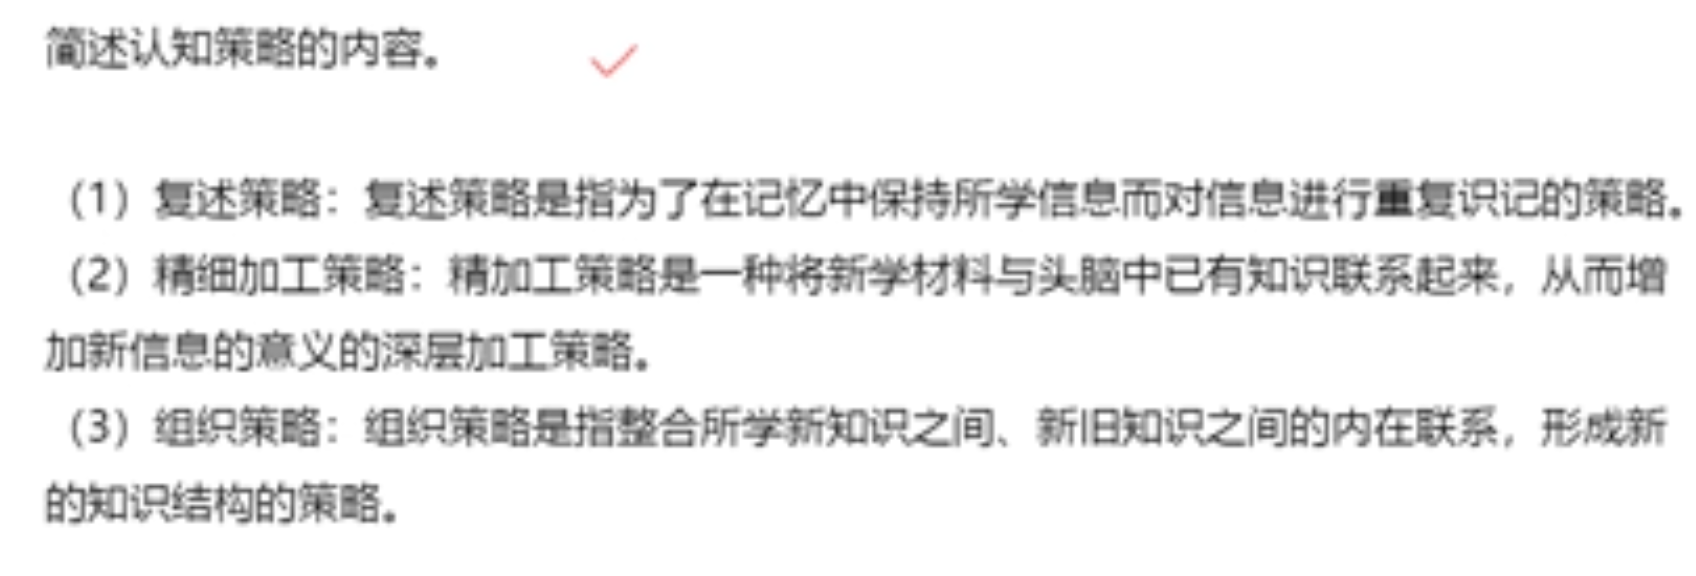 简述认知策略的内容。
（1）复述策略：复述策略是指为了在记忆中保持所学信息而对信息进行重复识记的策略。
（2）精细加工策略：精加工策略是一种将新学材料与头脑中已有知识联系起来，从而增
加新信息的意义的深层加工策略。
（3）组织策略：组织策略是指整合所学新知识之间、新旧知识之间的内在联系，形成新
的知识结构的策略。